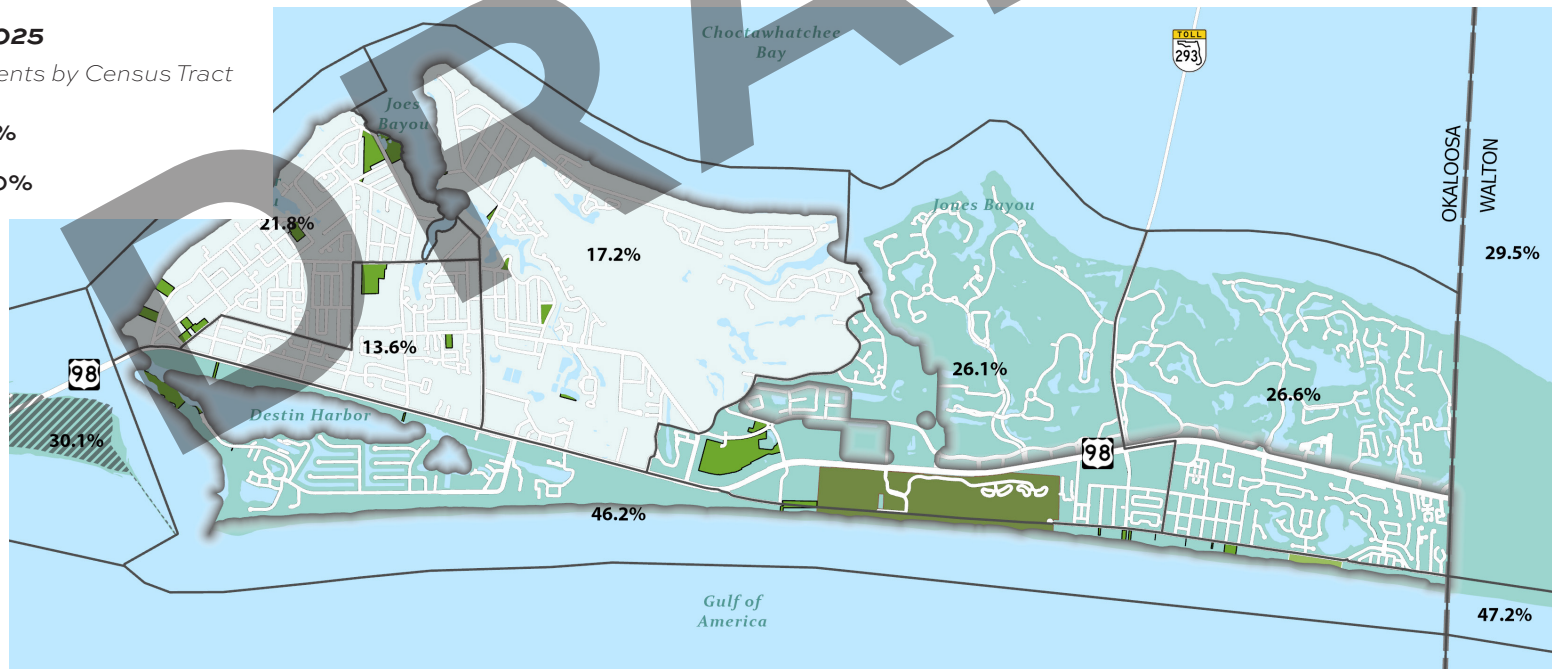 025
ents by Census Tract
%
0%
Choctawhatchee
Bay
TOLL
293
Joes
Bayou
OKALOOSA
WALTON
Jones Bayou
21.8%
17.2%
29.5%
13.6%
26.1%
98
26.6%
Destin Harbor
30.1%
98
46.2%
Gulf of
America
47.2%
DRA